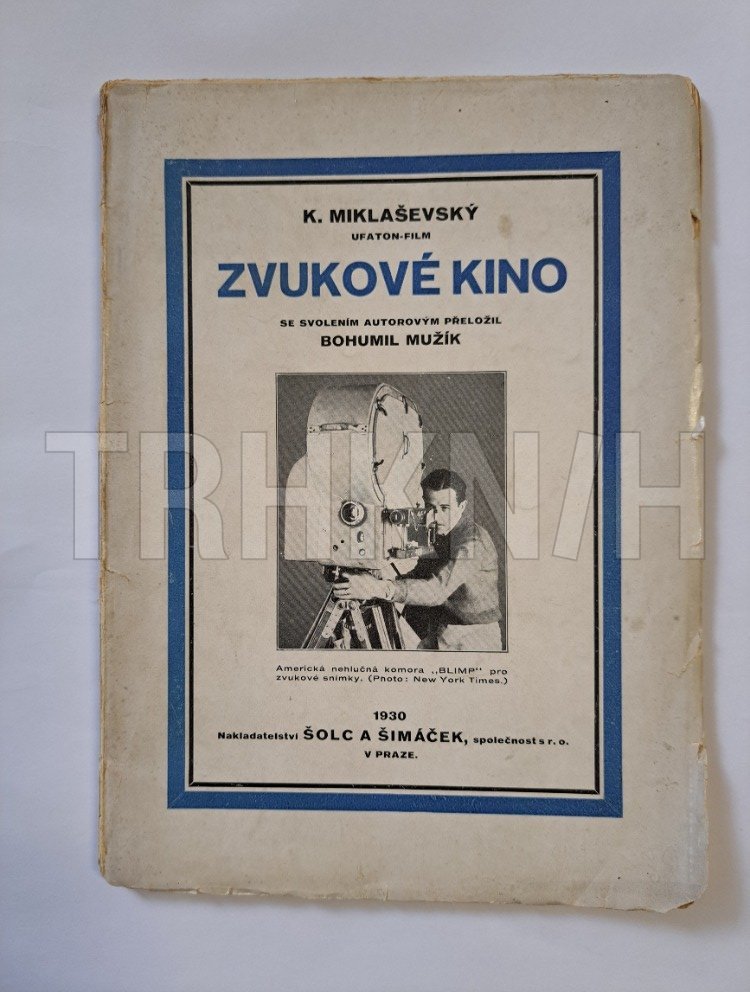 K. MIKLAŠEVSKÝ
UFATON-FILM
ZVUKOVÉ KINO
SE SVOLENÍM AUTOROVÝM PŘELOŽIL
BOHUMIL MUŽÍK
TRHKN/H
Americká nehlučná komora „BLIMP“ pro
zvukové snímky. (Photo: New York Times.)
1930
Nakladatelství ŠOLC A ŠIMÁČEK, společnost s r. o.
V PRAZE.